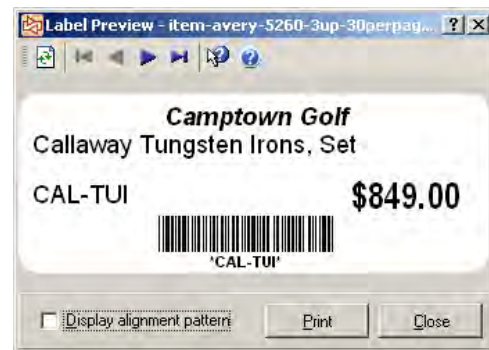 Label Preview - item-avery-5260-3up-30perpag...
Camptown Golf
Callaway Tungsten Irons, Set
CAL-TUI
$849.00
*CAL-TUI*
Display alignment pattern
Print
Close